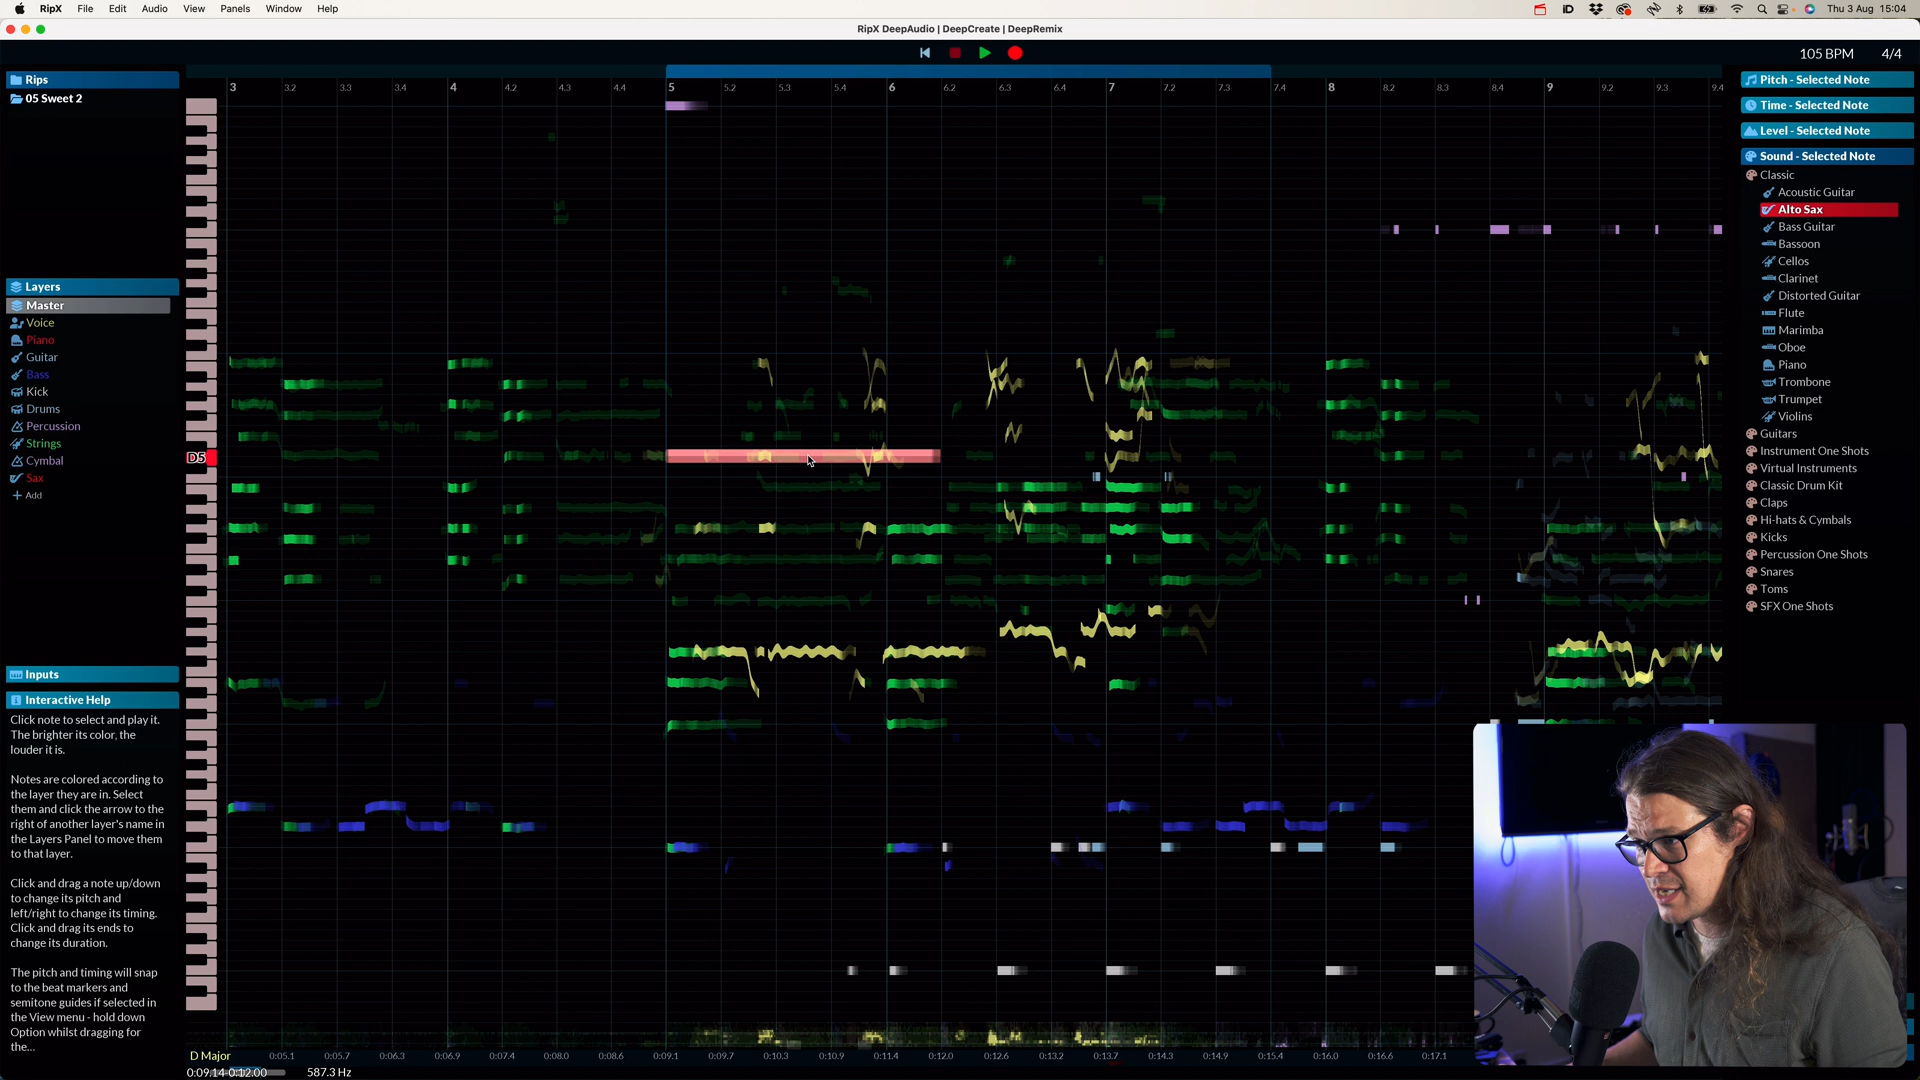 RipX File Edit Audio View Panels Window Help
Thu 3 Aug 15:04
RipX DeepAudio | DeepCreate | DeepRemix
105 BPM 4/4
Rips
05 Sweet 2
3 3.2 3.3 3.4 4 4.2 4.3 4.4 5 5.2 5.3 5.4 6 6.2 6.3 6.4 7 7.2 7.3 7.4 8 8.2 8.3 8.4 9 9.2 9.3 9.4
Pitch - Selected Note
Time - Selected Note
Level - Selected Note
Sound - Selected Note
Classic
Acoustic Guitar
Alto Sax
Bass Guitar
Bassoon
Cellos
Clarinet
Distorted Guitar
Flute
Marimba
Oboe
Piano
Trombone
Trumpet
Violins
Guitars
Instrument One Shots
Virtual Instruments
Classic Drum Kit
Claps
Hi-hats & Cymbals
Kicks
Percussion One Shots
Snares
Toms
SFX One Shots
Layers
Master
Voice
Piano
Guitar
Bass
Kick
Drums
Percussion
Strings
Cymbal
Sax
+ Add
D5
Inputs
Interactive Help
Click note to select and play it.
The brighter its color, the
louder it is.
Notes are colored according to
the layer they are in. Select
them and click the arrow to the
right of another layer's name in
the Layers Panel to move them
to that layer.
Click and drag a note up/down
to change its pitch and
left/right to change its timing.
Click and drag its ends to
change its duration.
The pitch and timing will snap
to the beat markers and
semitone guides if selected in
the View menu - hold down
Option whilst dragging for
the...
D Major 0:05.1 0:05.7 0:06.3 0:06.9 0:07.4 0:08.0 0:08.6 0:09.1 0:09.7 0:10.3 0:10.9 0:11.4 0:12.0 0:12.6 0:13.2 0:13.7 0:14.3 0:14.9 0:15.4 0:16.0 0:16.6 0:17.1
0:09.14-0:12.00 587.3 Hz